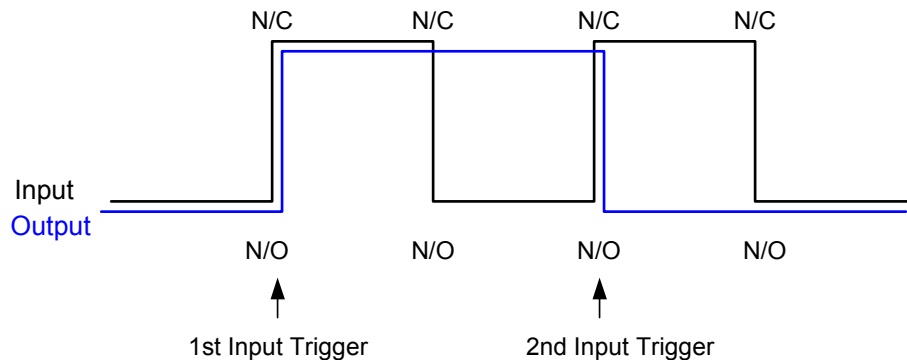 N/C N/C N/C N/C
Input
Output
N/O N/O N/O N/O
1st Input Trigger 2nd Input Trigger